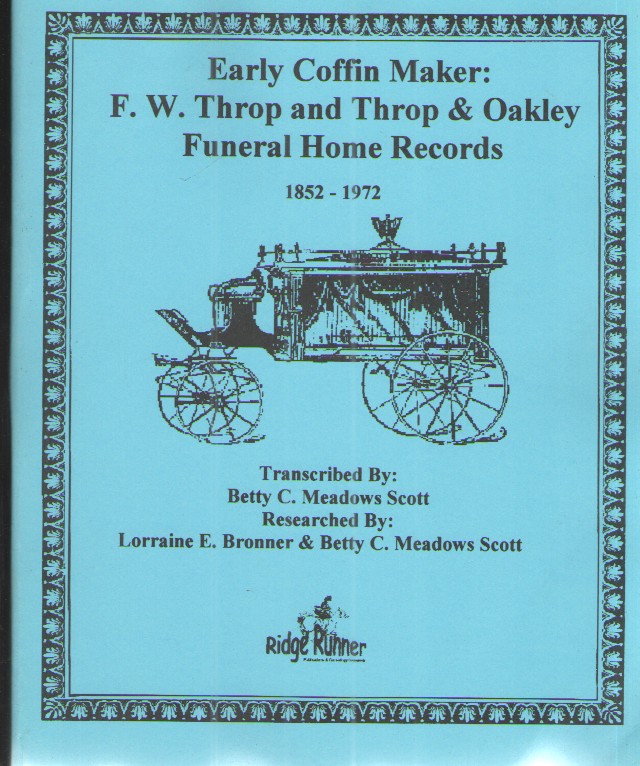 Early Coffin Maker:
F. W. Throp and Throp & Oakley
Funeral Home Records
1852 - 1972
Transcribed By:
Betty C. Meadows Scott
Researched By:
Lorraine E. Bronner & Betty C. Meadows Scott
Ridge Runner